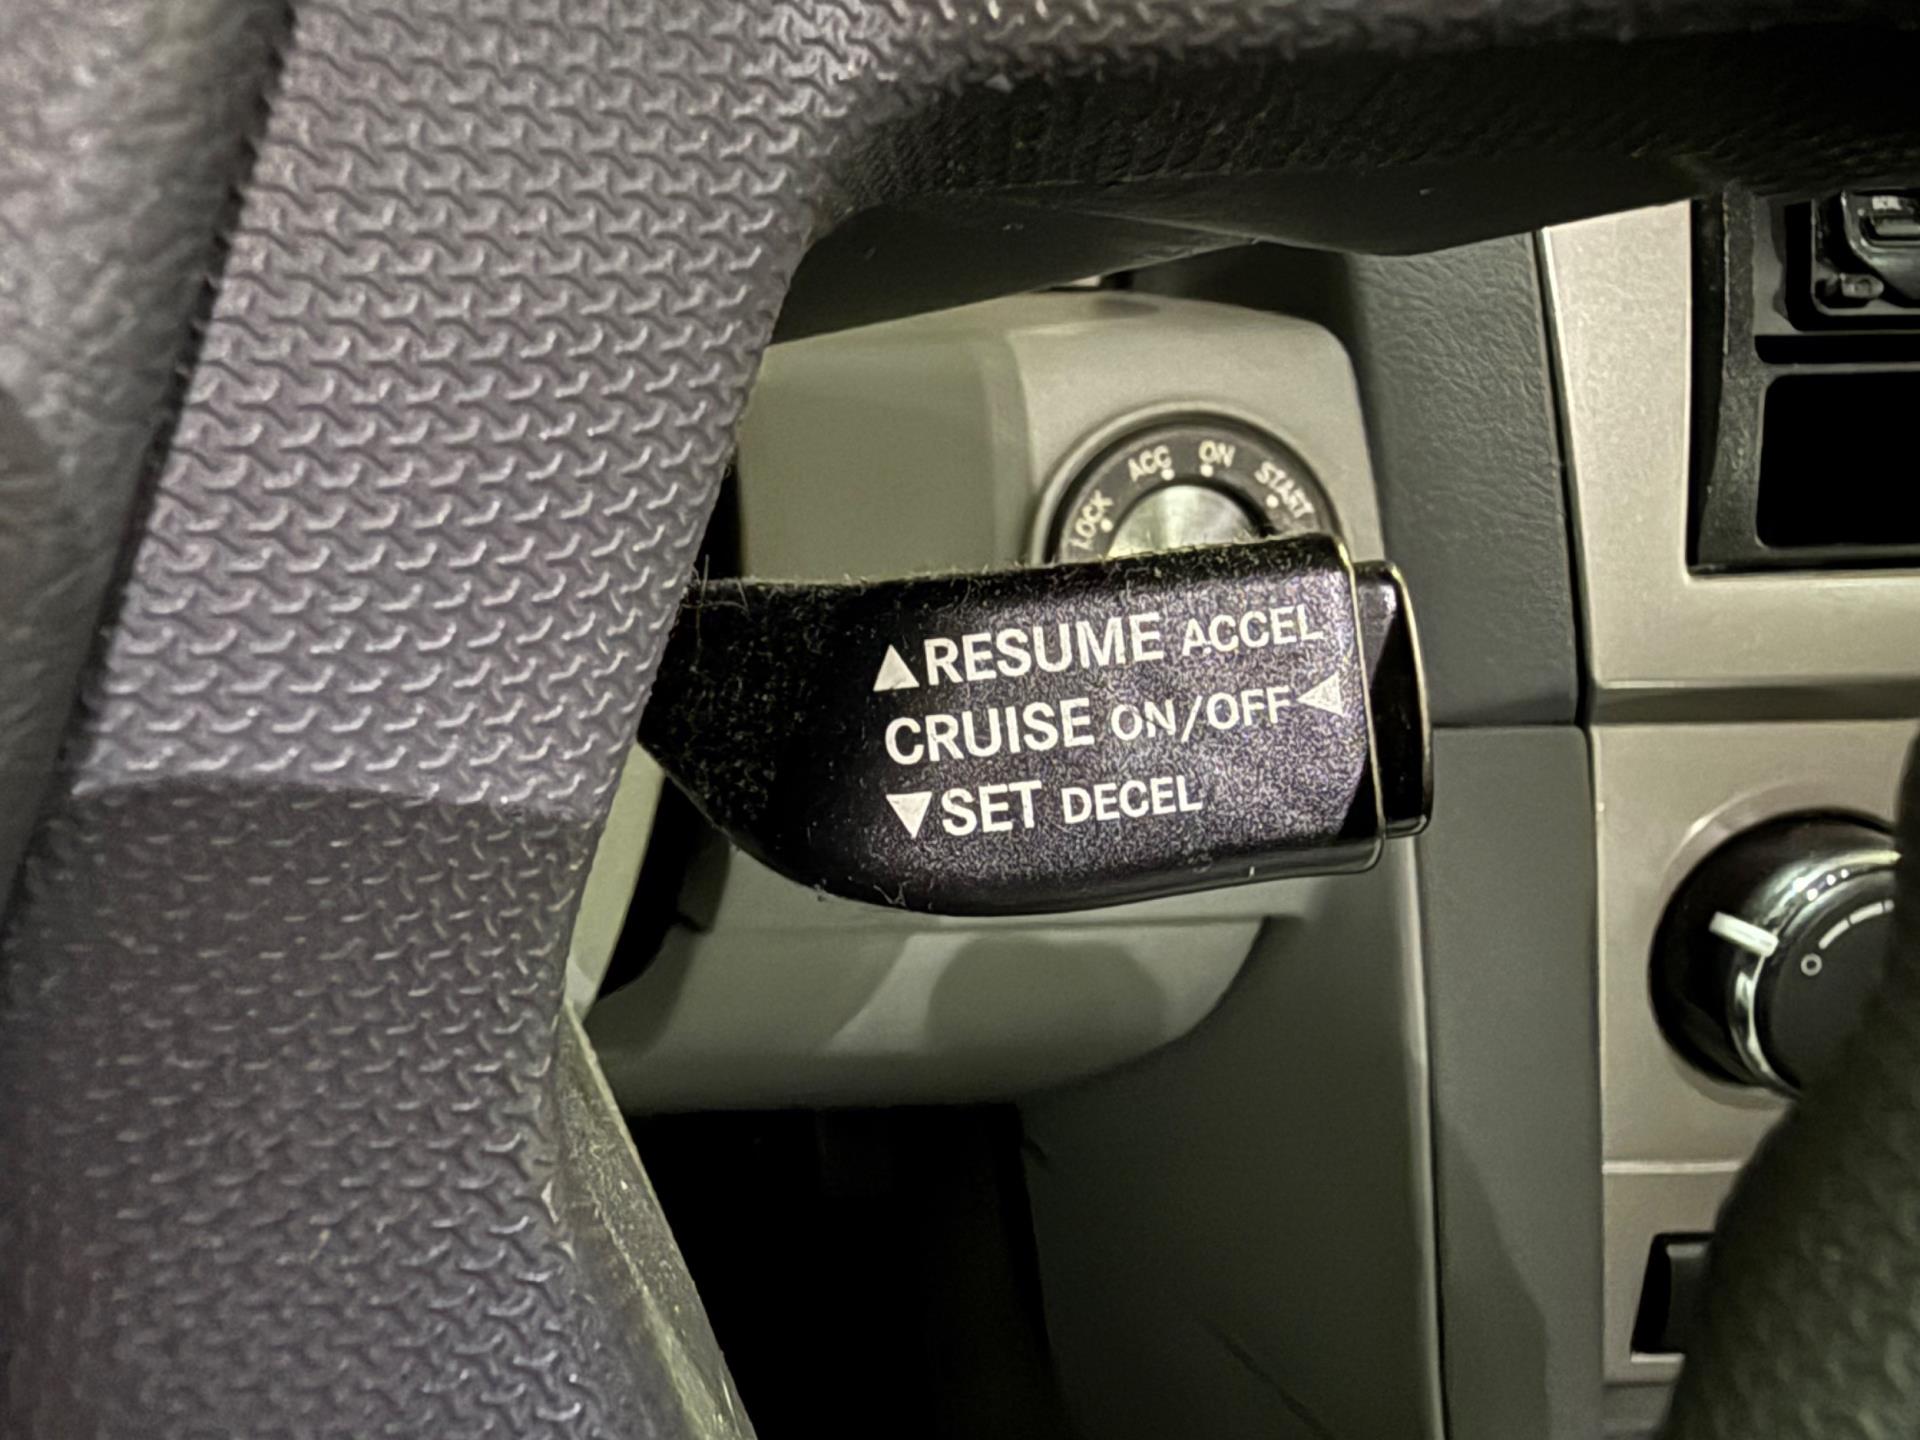 LOCK ACC ON START
▲RESUME ACCEL
CRUISE ON/OFF◀
▼SET DECEL